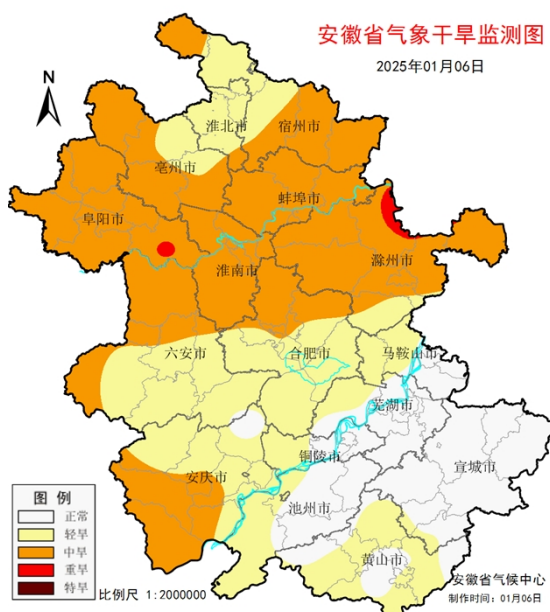 安徽省气象干旱监测图
2025年01月06日
N
淮北市
宿州市
亳州市
蚌埠市
阜阳市
淮南市
滁州市
六安市
合肥市
马鞍山市
芜湖市
铜陵市
宣城市
安庆市
池州市
黄山市
图 例
正常
轻旱
中旱
重旱
特旱
比例尺 1:2000000
安徽省气候中心
制作时间：01月06日